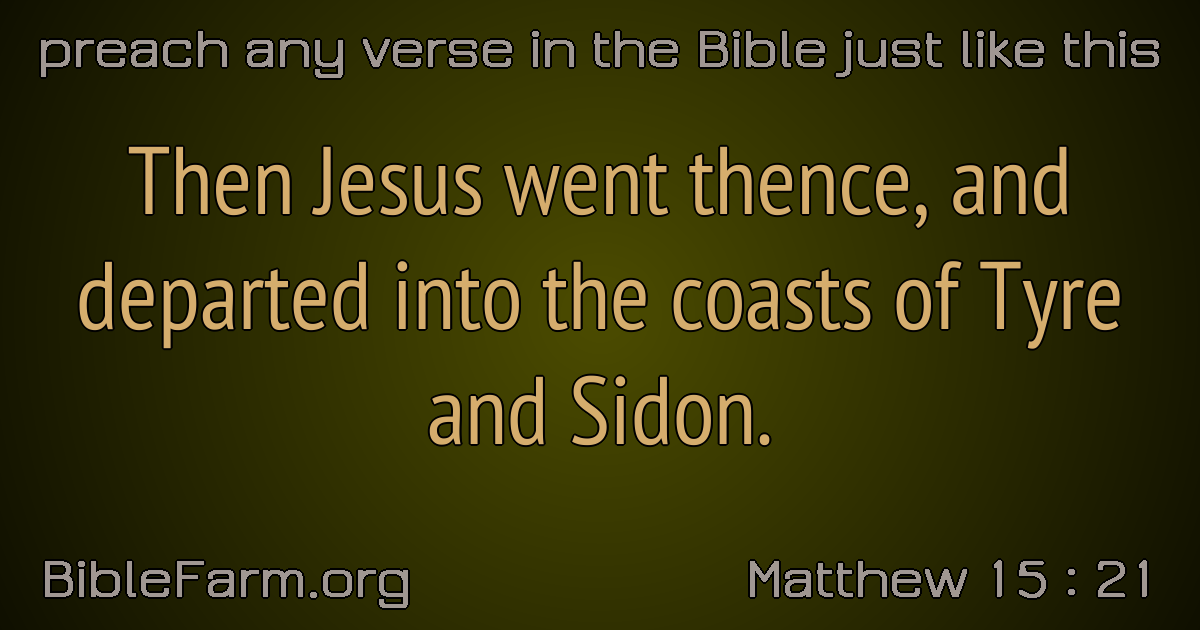 preach any verse in the Bible just like this
Then Jesus went thence, and
departed into the coasts of Tyre
and Sidon.
BibleFarm.org
Matthew 15 : 21